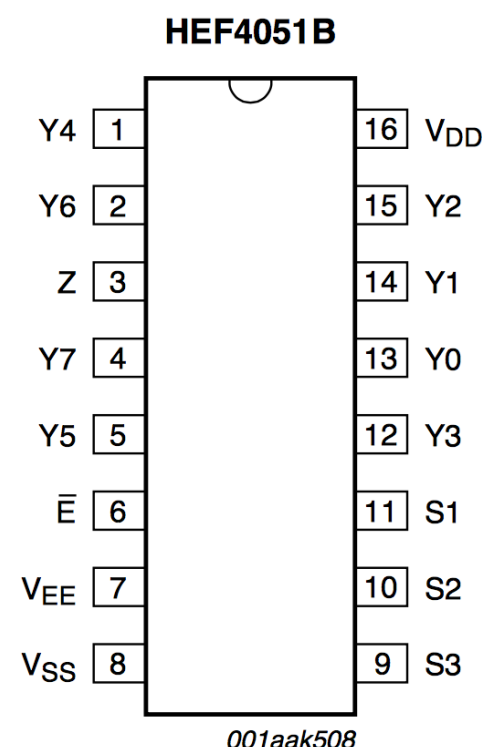 HEF4051B
Y4 1 16 VDD
Y6 2 15 Y2
Z 3 14 Y1
Y7 4 13 Y0
Y5 5 12 Y3
E̅ 6 11 S1
VEE 7 10 S2
VSS 8 9 S3
001aak508